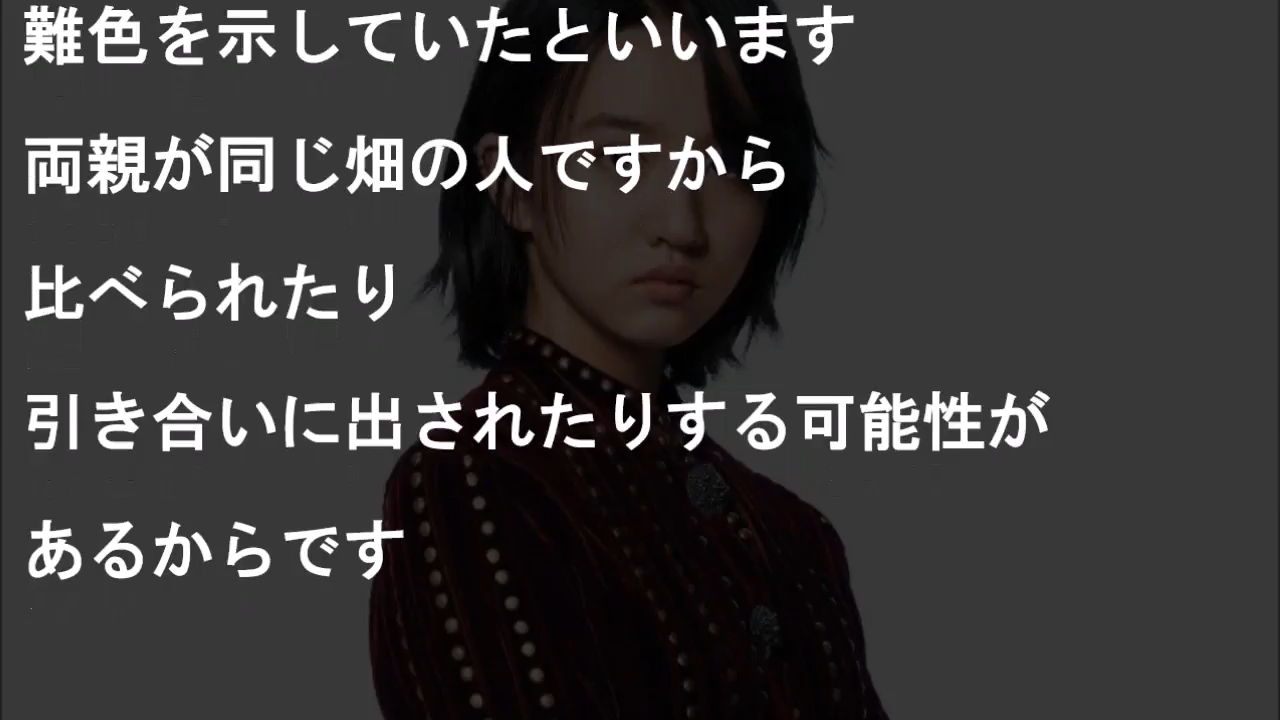 難色を示していたといいます
両親が同じ畑の人ですから
比べられたり
引き合いに出されたりする可能性が
あるからです